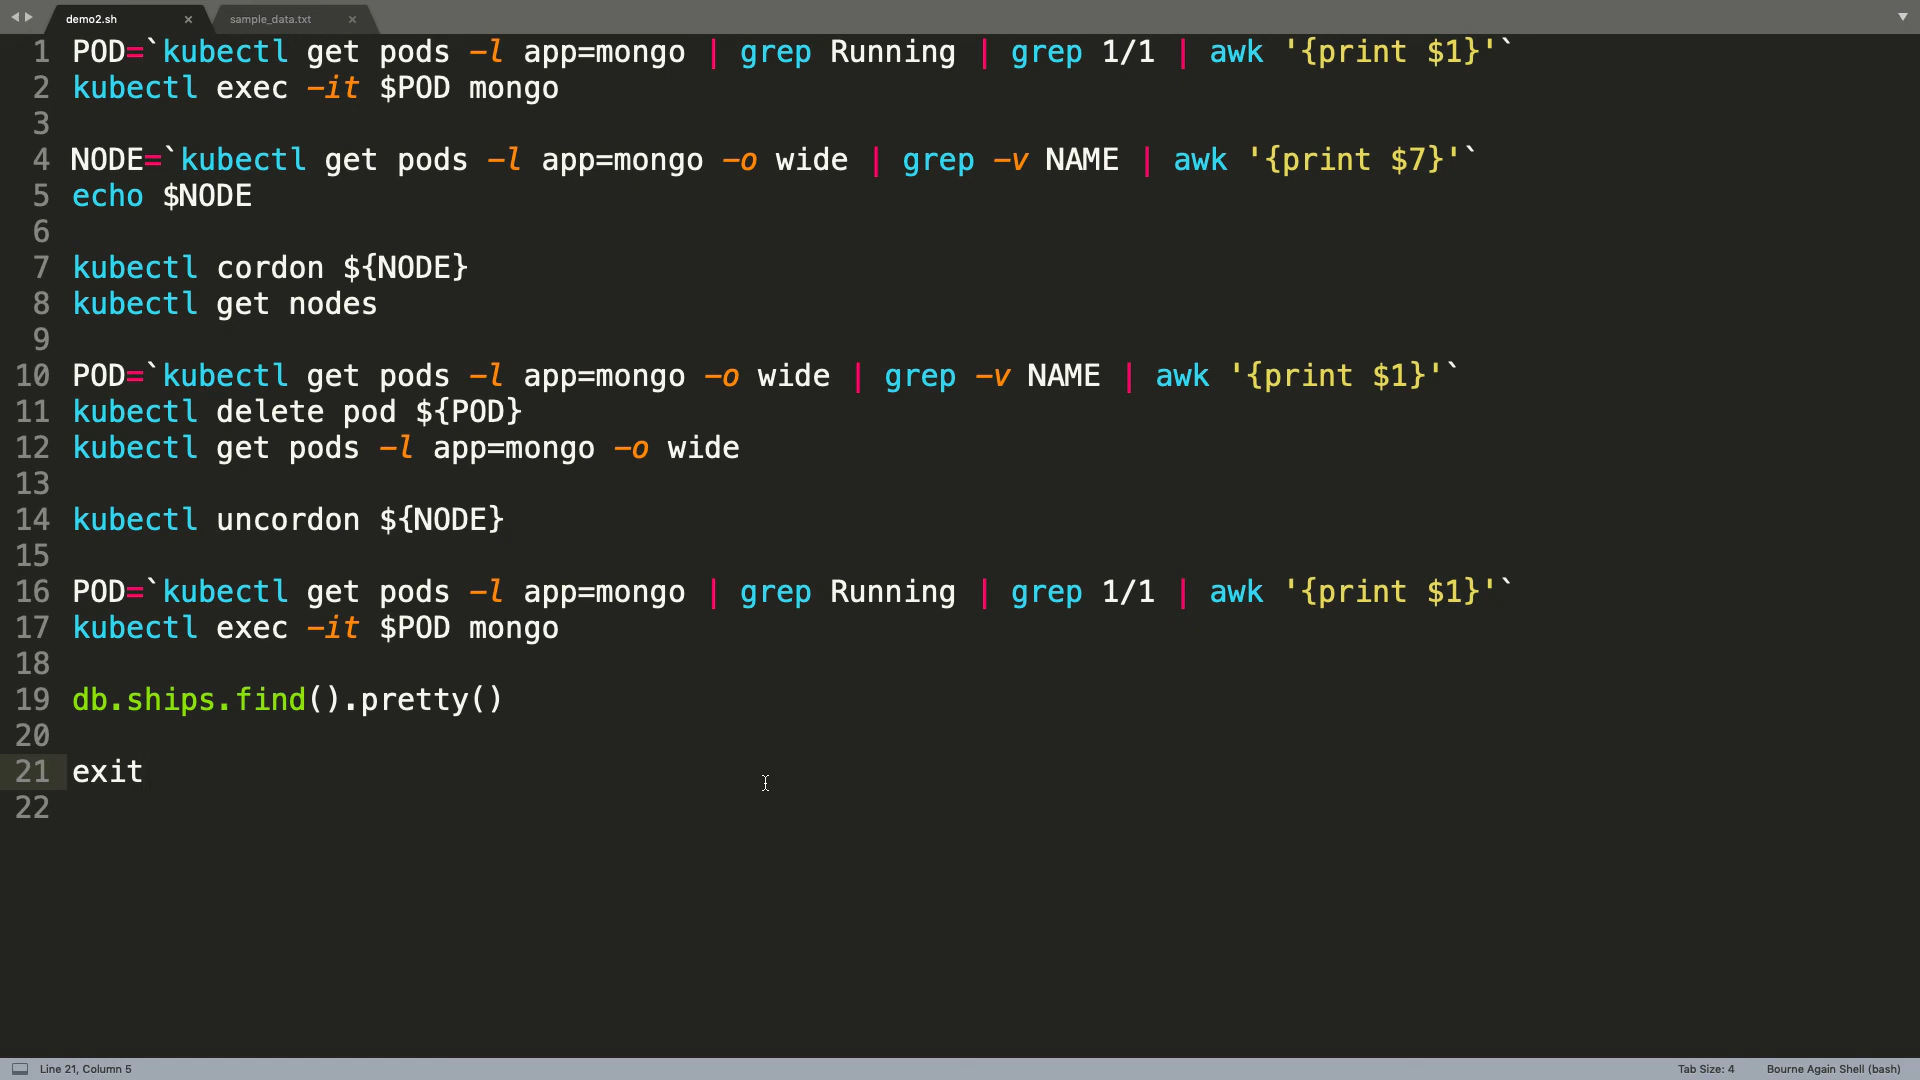 demo2.sh × sample_data.txt ×
1 POD=`kubectl get pods -l app=mongo | grep Running | grep 1/1 | awk '{print $1}'`
2 kubectl exec -it $POD mongo
3
4 NODE=`kubectl get pods -l app=mongo -o wide | grep -v NAME | awk '{print $7}'`
5 echo $NODE
6
7 kubectl cordon ${NODE}
8 kubectl get nodes
9
10 POD=`kubectl get pods -l app=mongo -o wide | grep -v NAME | awk '{print $1}'`
11 kubectl delete pod ${POD}
12 kubectl get pods -l app=mongo -o wide
13
14 kubectl uncordon ${NODE}
15
16 POD=`kubectl get pods -l app=mongo | grep Running | grep 1/1 | awk '{print $1}'`
17 kubectl exec -it $POD mongo
18
19 db.ships.find().pretty()
20
21 exit
22
Line 21, Column 5 Tab Size: 4 Bourne Again Shell (bash)